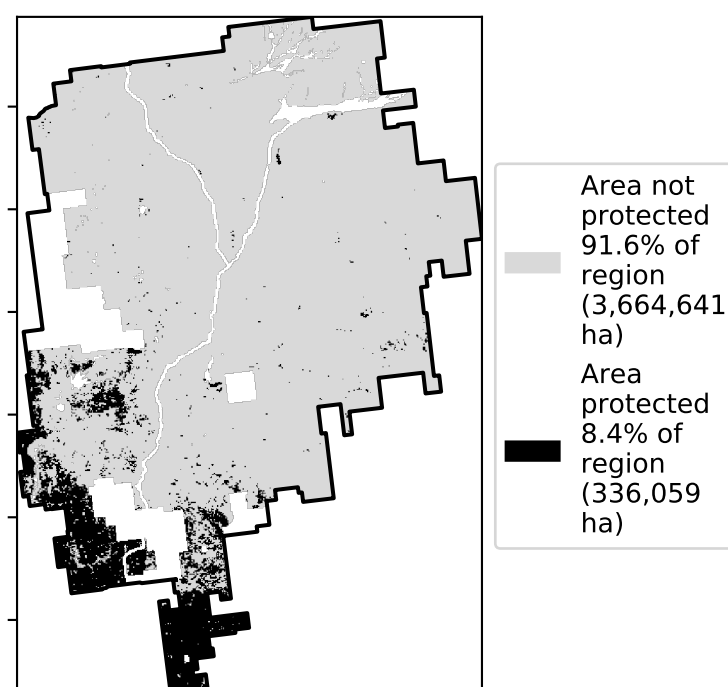 Area not
protected
91.6% of
region
(3,664,641
ha)
Area
protected
8.4% of
region
(336,059
ha)